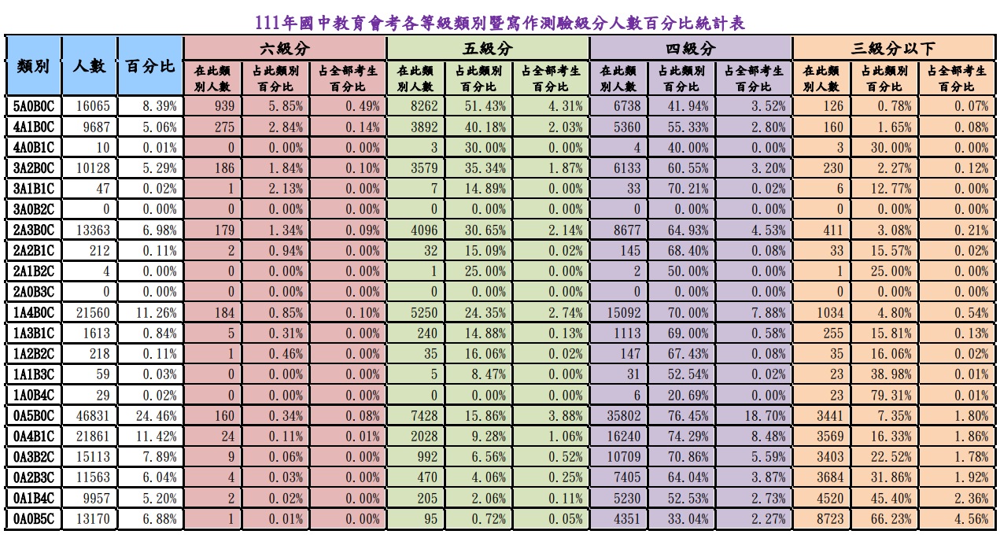 111年國中教育會考各等級類別暨寫作測驗級分人數百分比統計表
類別 人數 百分比 六級分 五級分 四級分 三級分以下
在此類 占此類別 占全部考生 在此類 占此類別 占全部考生 在此類 占此類別 占全部考生 在此類 占此類別 占全部考生
別人數 百分比 百分比 別人數 百分比 百分比 別人數 百分比 百分比 別人數 百分比 百分比
5A0B0C 16065 8.39% 939 5.85% 0.49% 8262 51.43% 4.31% 6738 41.94% 3.52% 126 0.78% 0.07%
4A1B0C 9687 5.06% 275 2.84% 0.14% 3892 40.18% 2.03% 5360 55.33% 2.80% 160 1.65% 0.08%
4A0B1C 10 0.01% 0 0.00% 0.00% 3 30.00% 0.00% 4 40.00% 0.00% 3 30.00% 0.00%
3A2B0C 10128 5.29% 186 1.84% 0.10% 3579 35.34% 1.87% 6133 60.55% 3.20% 230 2.27% 0.12%
3A1B1C 47 0.02% 1 2.13% 0.00% 7 14.89% 0.00% 33 70.21% 0.02% 6 12.77% 0.00%
3A0B2C 0 0.00% 0 0.00% 0.00% 0 0.00% 0.00% 0 0.00% 0.00% 0 0.00% 0.00%
2A3B0C 13363 6.98% 179 1.34% 0.09% 4096 30.65% 2.14% 8677 64.93% 4.53% 411 3.08% 0.21%
2A2B1C 212 0.11% 2 0.94% 0.00% 32 15.09% 0.02% 145 68.40% 0.08% 33 15.57% 0.02%
2A1B2C 4 0.00% 0 0.00% 0.00% 1 25.00% 0.00% 2 50.00% 0.00% 1 25.00% 0.00%
2A0B3C 0 0.00% 0 0.00% 0.00% 0 0.00% 0.00% 0 0.00% 0.00% 0 0.00% 0.00%
1A4B0C 21560 11.26% 184 0.85% 0.10% 5250 24.35% 2.74% 15092 70.00% 7.88% 1034 4.80% 0.54%
1A3B1C 1613 0.84% 5 0.31% 0.00% 240 14.88% 0.13% 1113 69.00% 0.58% 255 15.81% 0.13%
1A2B2C 218 0.11% 1 0.46% 0.00% 35 16.06% 0.02% 147 67.43% 0.08% 35 16.06% 0.02%
1A1B3C 59 0.03% 0 0.00% 0.00% 5 8.47% 0.00% 31 52.54% 0.02% 23 38.98% 0.01%
1A0B4C 29 0.02% 0 0.00% 0.00% 0 0.00% 0.00% 6 20.69% 0.00% 23 79.31% 0.01%
0A5B0C 46831 24.46% 160 0.34% 0.08% 7428 15.86% 3.88% 35802 76.45% 18.70% 3441 7.35% 1.80%
0A4B1C 21861 11.42% 24 0.11% 0.01% 2028 9.28% 1.06% 16240 74.29% 8.48% 3569 16.33% 1.86%
0A3B2C 15113 7.89% 9 0.06% 0.00% 992 6.56% 0.52% 10709 70.86% 5.59% 3403 22.52% 1.78%
0A2B3C 11563 6.04% 4 0.03% 0.00% 470 4.06% 0.25% 7405 64.04% 3.87% 3684 31.86% 1.92%
0A1B4C 9957 5.20% 2 0.02% 0.00% 205 2.06% 0.11% 5230 52.53% 2.73% 4520 45.40% 2.36%
0A0B5C 13170 6.88% 1 0.01% 0.00% 95 0.72% 0.05% 4351 33.04% 2.27% 8723 66.23% 4.56%